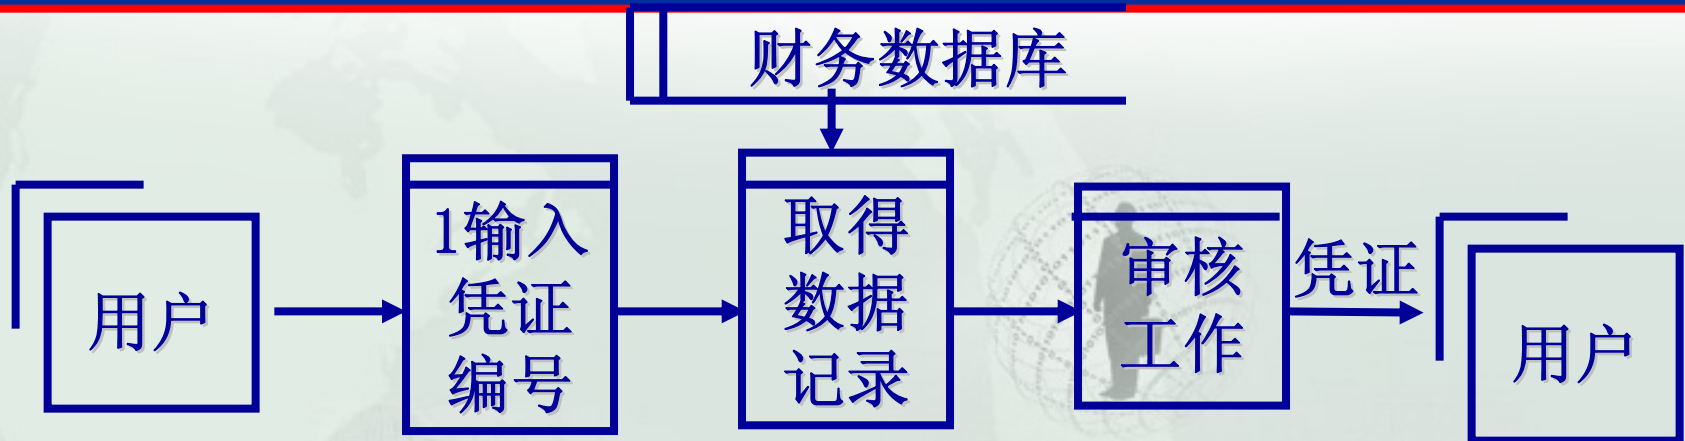 财务数据库
用户
1输入
凭证
编号
取得
数据
记录
审核
工作
凭证
用户